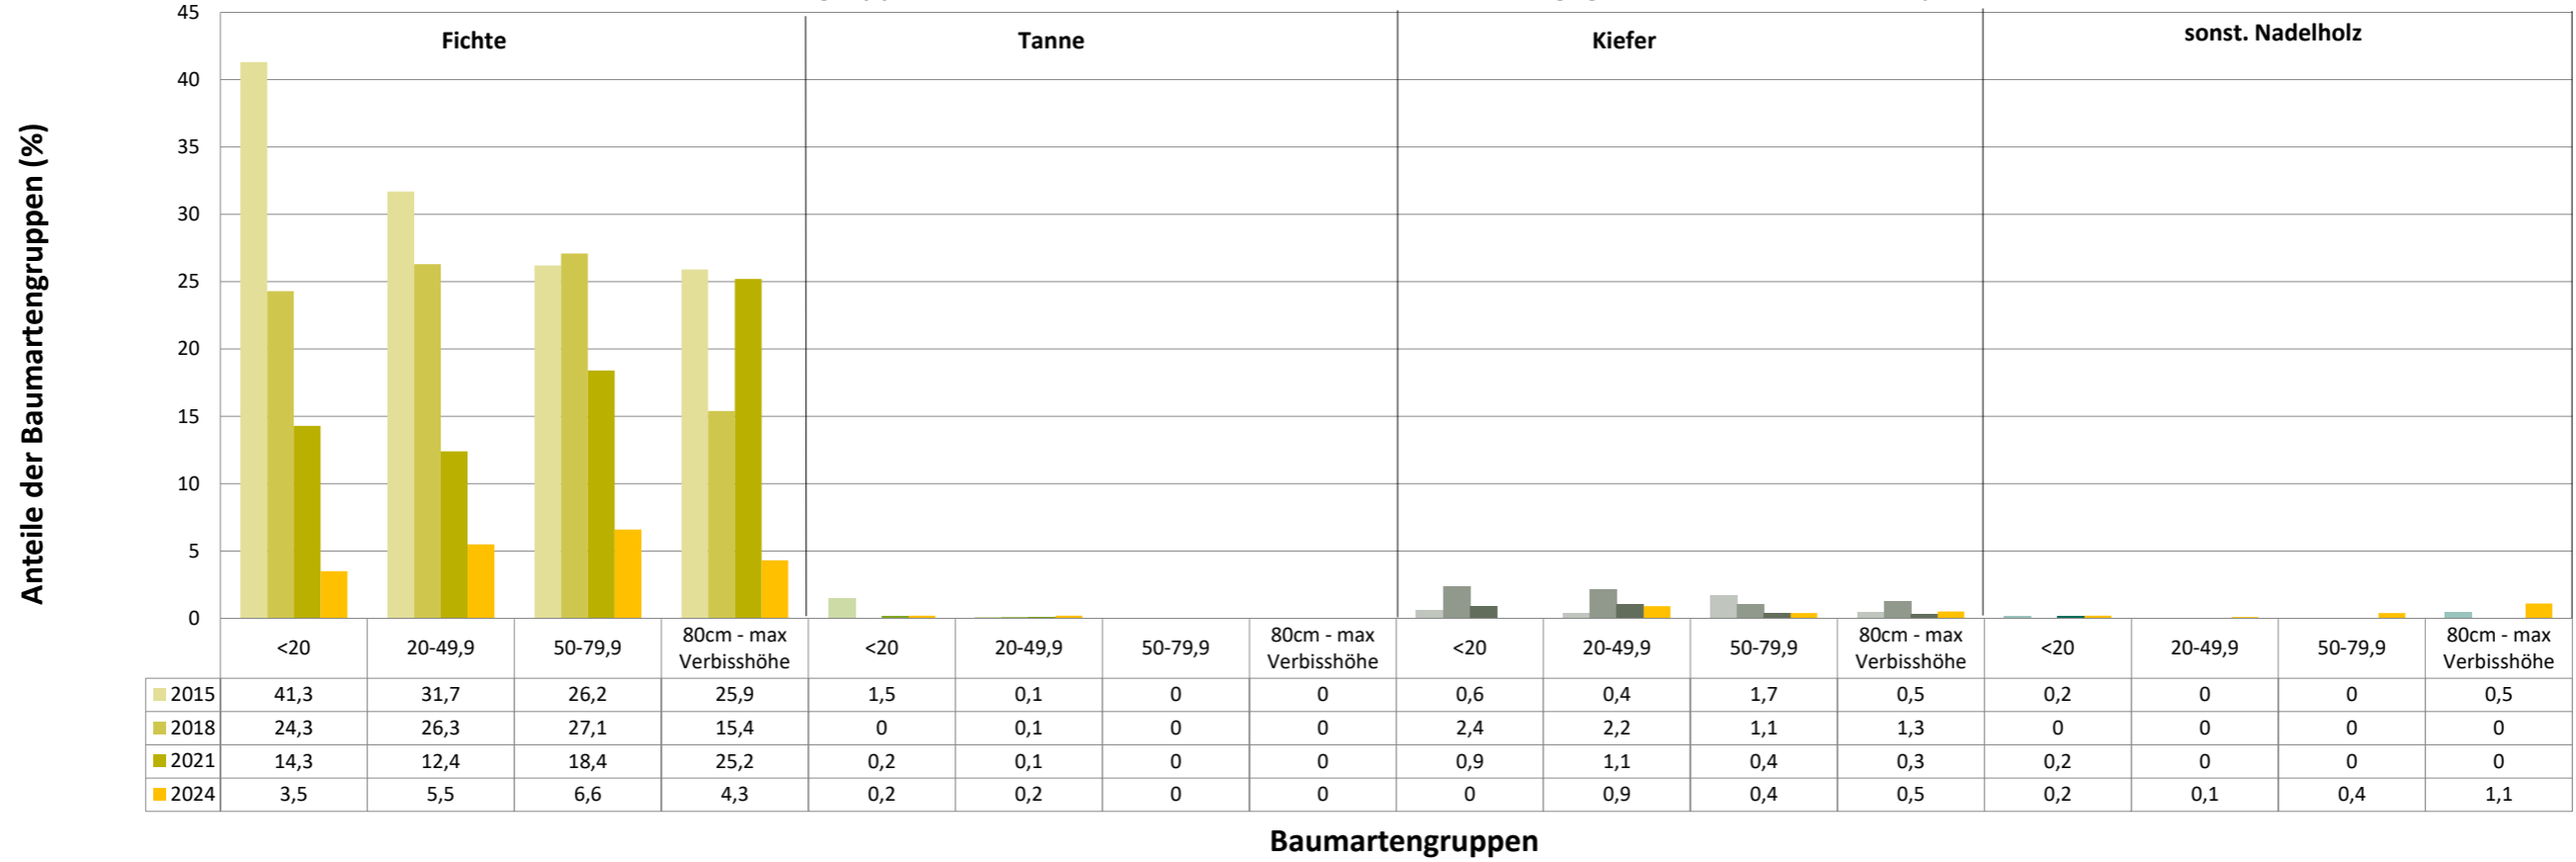 Anteile der Baumartengruppen (%)
45
40
35
30
25
20
15
10
5
0
Fichte Tanne Kiefer sonst. Nadelholz
<20 20-49,9 50-79,9 80cm - max Verbisshöhe <20 20-49,9 50-79,9 80cm - max Verbisshöhe <20 20-49,9 50-79,9 80cm - max Verbisshöhe <20 20-49,9 50-79,9 80cm - max Verbisshöhe
2015 41,3 31,7 26,2 25,9 1,5 0,1 0 0 0,6 0,4 1,7 0,5 0,2 0 0 0,5
2018 24,3 26,3 27,1 15,4 0 0,1 0 0 2,4 2,2 1,1 1,3 0 0 0 0
2021 14,3 12,4 18,4 25,2 0,2 0,1 0 0 0,9 1,1 0,4 0,3 0,2 0 0 0
2024 3,5 5,5 6,6 4,3 0,2 0,2 0 0 0 0,9 0,4 0,5 0,2 0,1 0,4 1,1
Baumartengruppen